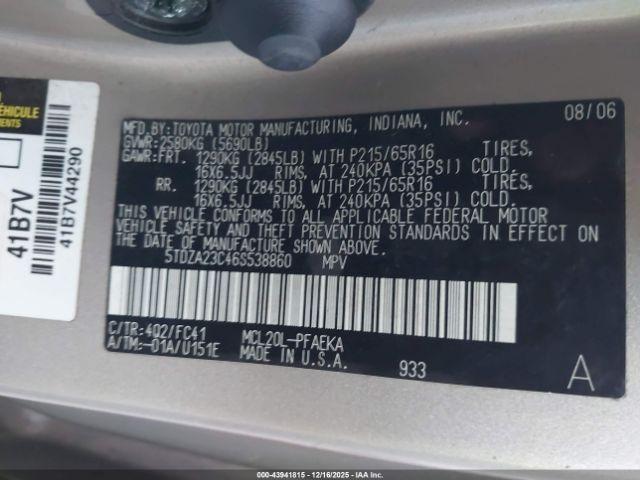 ÉHICULE
EMENTS
41B7V
41B7V44290
MFD.BY:TOYOTA MOTOR MANUFACTURING, INDIANA, INC. 08/06
GVWR:2580KG (5690LB)
GAWR:FRT. 1290KG (2845LB) WITH P215/65R16 TIRES,
16X6.5JJ RIMS, AT 240KPA (35PSI) COLD.
RR. 1290KG (2845LB) WITH P215/65R16 TIRES,
16X6.5JJ RIMS, AT 240KPA (35PSI) COLD.
THIS VEHICLE CONFORMS TO ALL APPLICABLE FEDERAL MOTOR
VEHICLE SAFETY AND THEFT PREVENTION STANDARDS IN EFFECT ON
THE DATE OF MANUFACTURE SHOWN ABOVE.
5TDZA23C46S538860 MPV
C/TR:4Q2/FC41 MCL20L-PFAEKA
A/TM:-01A/U151E MADE IN U.S.A. 933 A
000-43941815 - 12/16/2025 - IAAI.COM